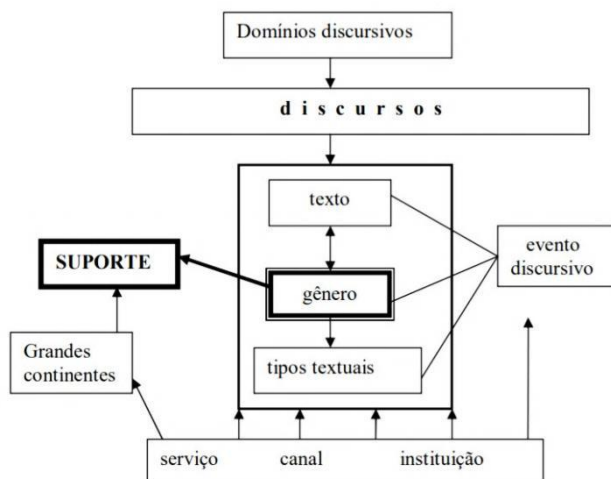 Domínios discursivos
d i s c u r s o s
texto
SUPORTE
evento
discursivo
gênero
Grandes
continentes
tipos textuais
serviço canal instituição